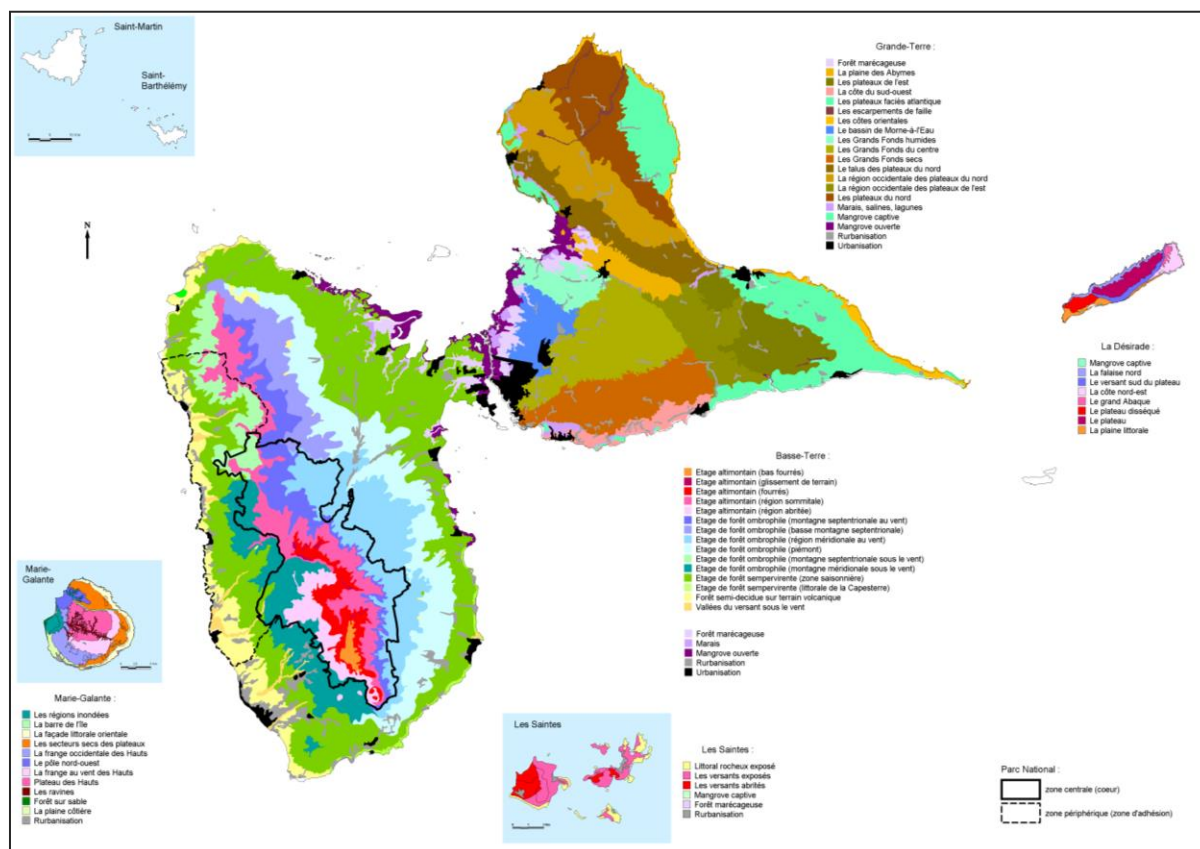 Saint-Martin
Saint-
Barthélémy
N
Grande-Terre :
Forêt marécageuse
La plaine des Abymes
Les plateaux de l'est
La côte du sud-ouest
Les plateaux faciès atlantique
Les escarpements de faille
Les côtes orientales
Le bassin de Morne-à-l'Eau
Les Grands Fonds humides
Les Grands Fonds du centre
Les Grands Fonds secs
Le talus des plateaux du nord
La région occidentale des plateaux du nord
La région occidentale des plateaux de l'est
Les plateaux du nord
Marais, salines, lagunes
Mangrove captive
Mangrove ouverte
Rurbanisation
Urbanisation
La Désirade :
Mangrove captive
La falaise nord
Le versant sud du plateau
La côte nord-est
Le grand Abaque
Le plateau disséqué
Le plateau
La plaine littorale
Basse-Terre :
Etage altimontain (bas fourrés)
Etage altimontain (glissement de terrain)
Etage altimontain (fourrés)
Etage altimontain (région sommitale)
Etage altimontain (région abritée)
Etage de forêt ombrophile (montagne septentrionale au vent)
Etage de forêt ombrophile (basse montagne septentrionale)
Etage de forêt ombrophile (région méridionale au vent)
Etage de forêt ombrophile (piémont)
Etage de forêt ombrophile (montagne septentrionale sous le vent)
Etage de forêt ombrophile (montagne méridionale sous le vent)
Etage de forêt sempervirente (zone saisonnière)
Etage de forêt sempervirente (littorale de la Capesterre)
Forêt semi-decidue sur terrain volcanique
Vallées du versant sous le vent
Forêt marécageuse
Marais
Mangrove ouverte
Rurbanisation
Urbanisation
Marie-
Galante
Marie-Galante :
Les régions inondées
La barre de l'île
La façade littorale orientale
Les secteurs secs des plateaux
La frange occidentale des Hauts
Le pôle nord-ouest
La frange au vent des Hauts
Plateau des Hauts
Les ravines
Forêt sur sable
La plaine côtière
Rurbanisation
Les Saintes
Les Saintes :
Littoral rocheux exposé
Les versants exposés
Les versants abrités
Mangrove captive
Forêt marécageuse
Rurbanisation
Parc National :
zone centrale (coeur)
zone périphérique (zone d'adhésion)